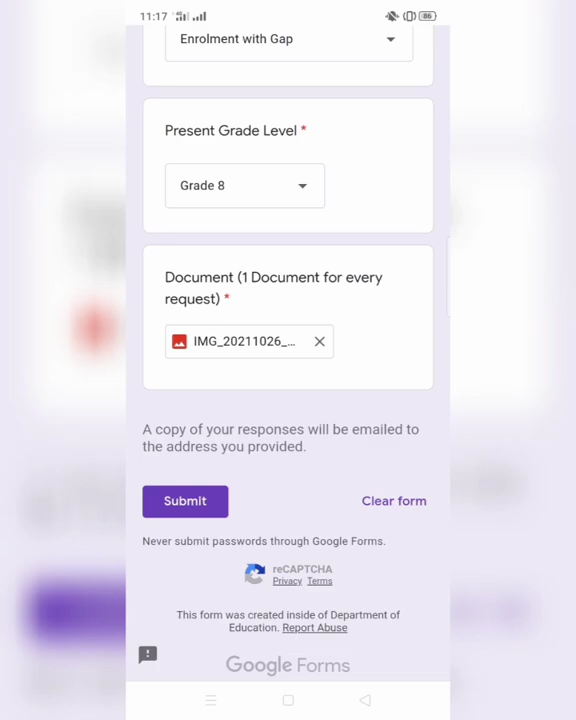 11:17
86
Enrolment with Gap
Present Grade Level *
Grade 8
Document (1 Document for every
request) *
IMG_20211026_...
A copy of your responses will be emailed to
the address you provided.
Submit
Clear form
Never submit passwords through Google Forms.
reCAPTCHA
Privacy Terms
This form was created inside of Department of
Education. Report Abuse
Google Forms